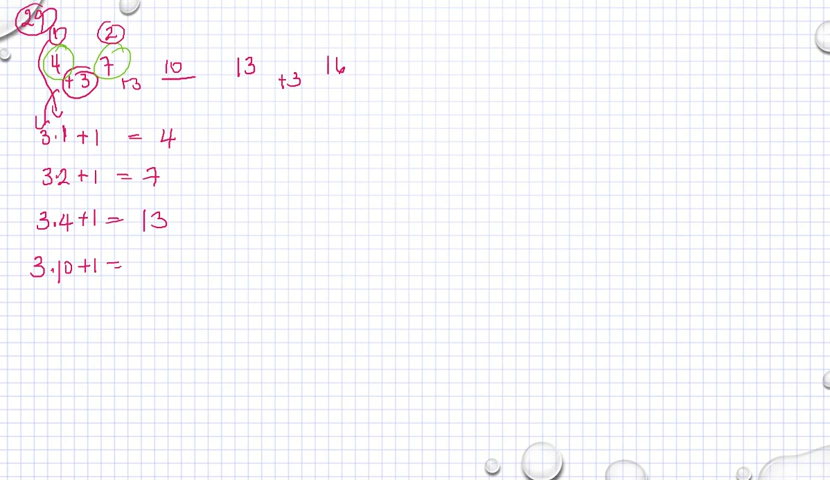 29
1 2
4 +3 7 +3 10 13 +3 16
3.1+1 = 4
3.2+1 = 7
3.4+1= 13
3.10+1=